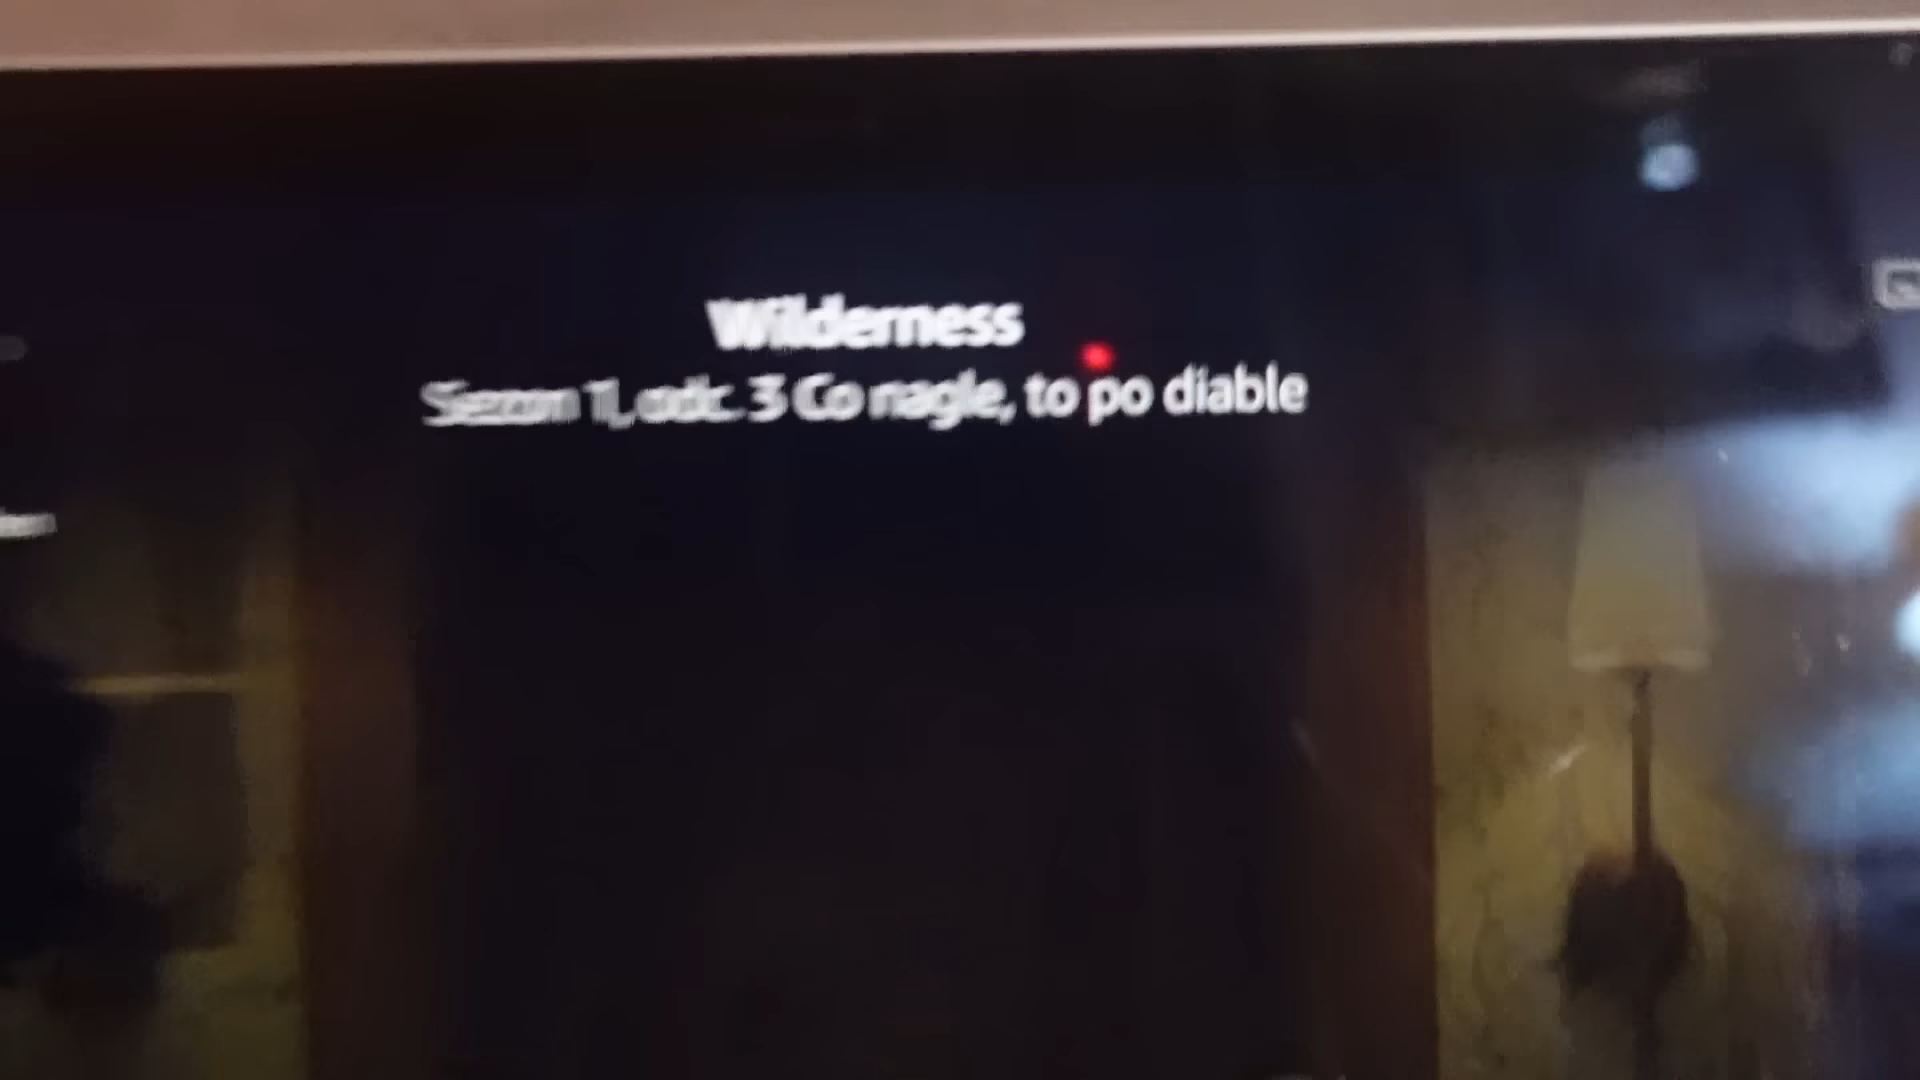 Wilderness
Sezon 1, odc. 3 Co nagle, to po diable